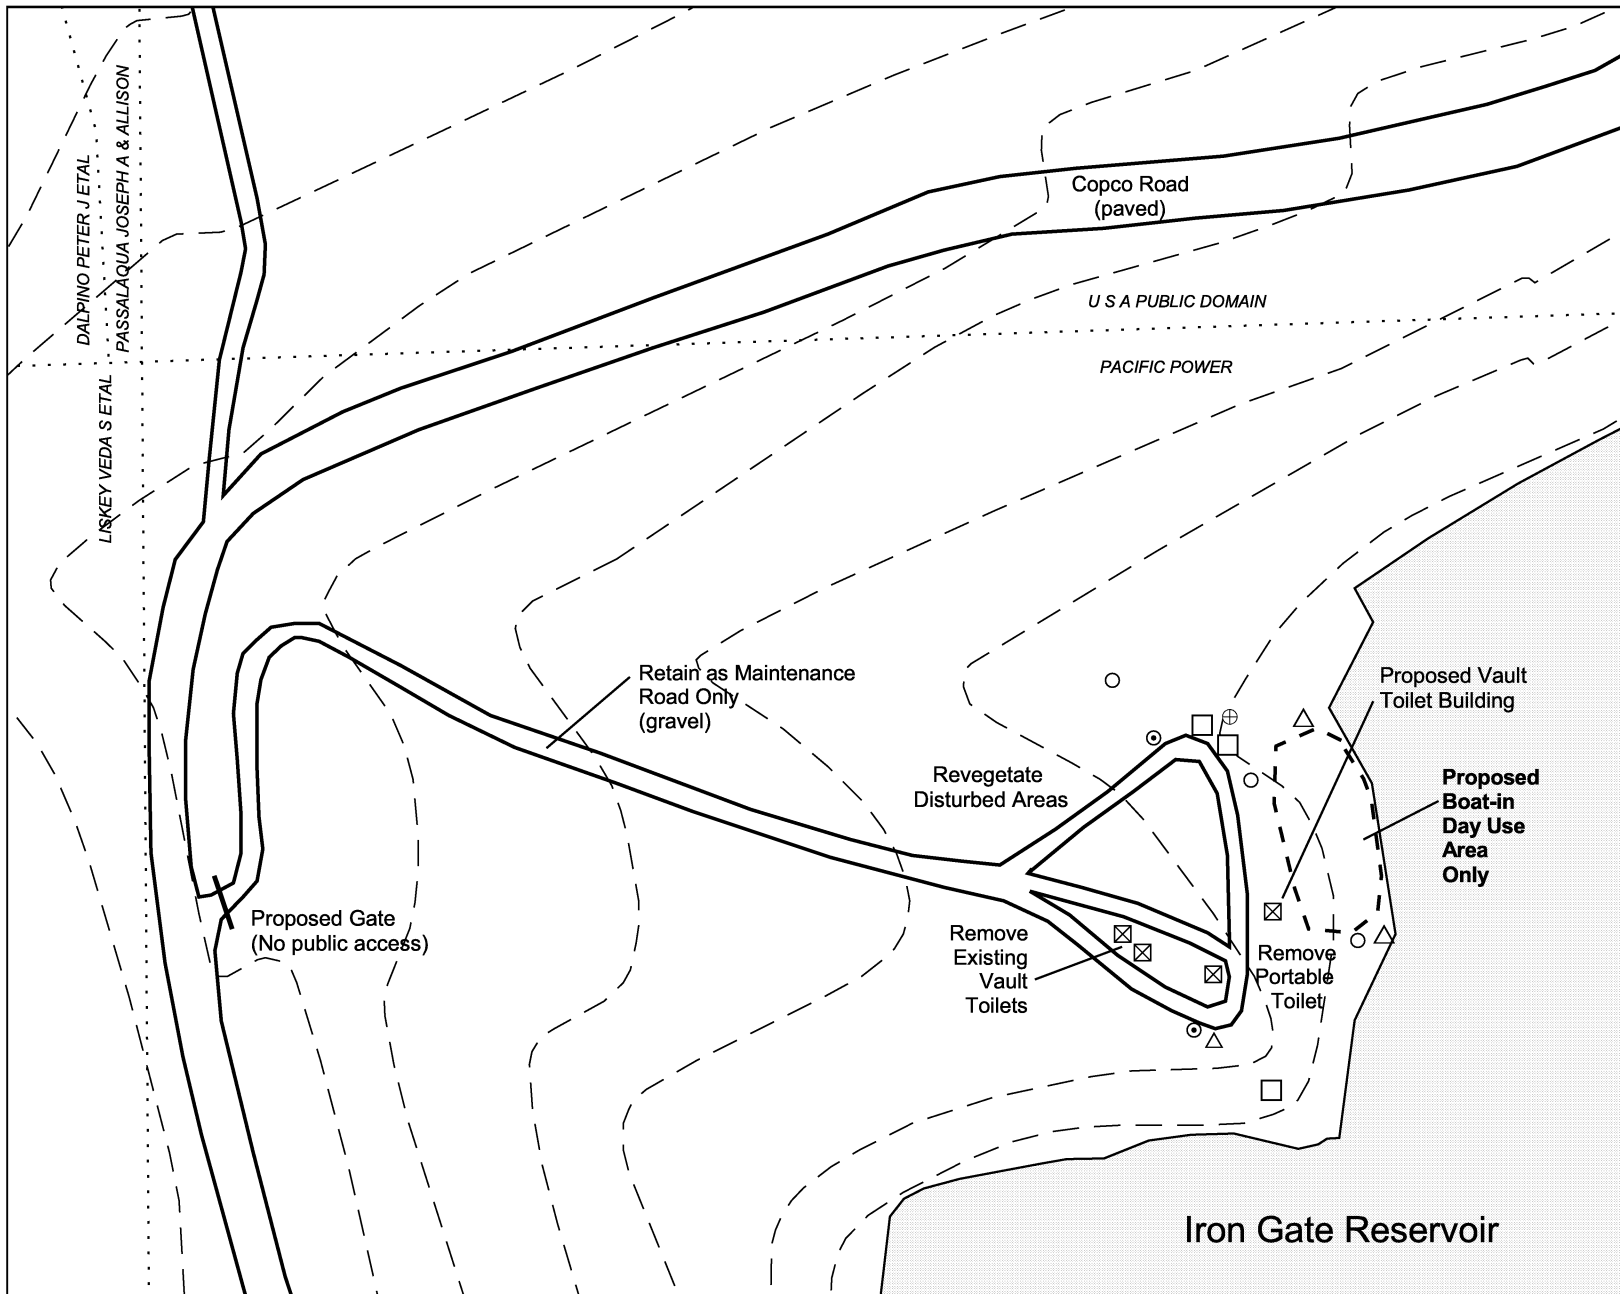 DALPINO PETER J ETAL
PASSALAQUA JOSEPH A & ALLISON
LISKEY VEDA S ETAL
Copco Road
(paved)
U S A PUBLIC DOMAIN
PACIFIC POWER
Retain as Maintenance
Road Only
(gravel)
Proposed Vault
Toilet Building
Revegetate
Disturbed Areas
Proposed
Boat-in
Day Use
Area
Only
Proposed Gate
(No public access)
Remove
Existing
Vault
Toilets
Remove
Portable
Toilet
Iron Gate Reservoir